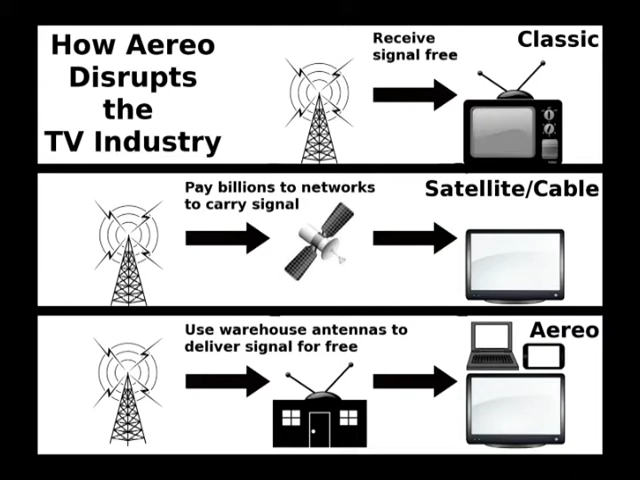 How Aereo
Disrupts
the
TV Industry
Receive
signal free
Classic
Pay billions to networks
to carry signal
Satellite/Cable
Use warehouse antennas to
deliver signal for free
Aereo